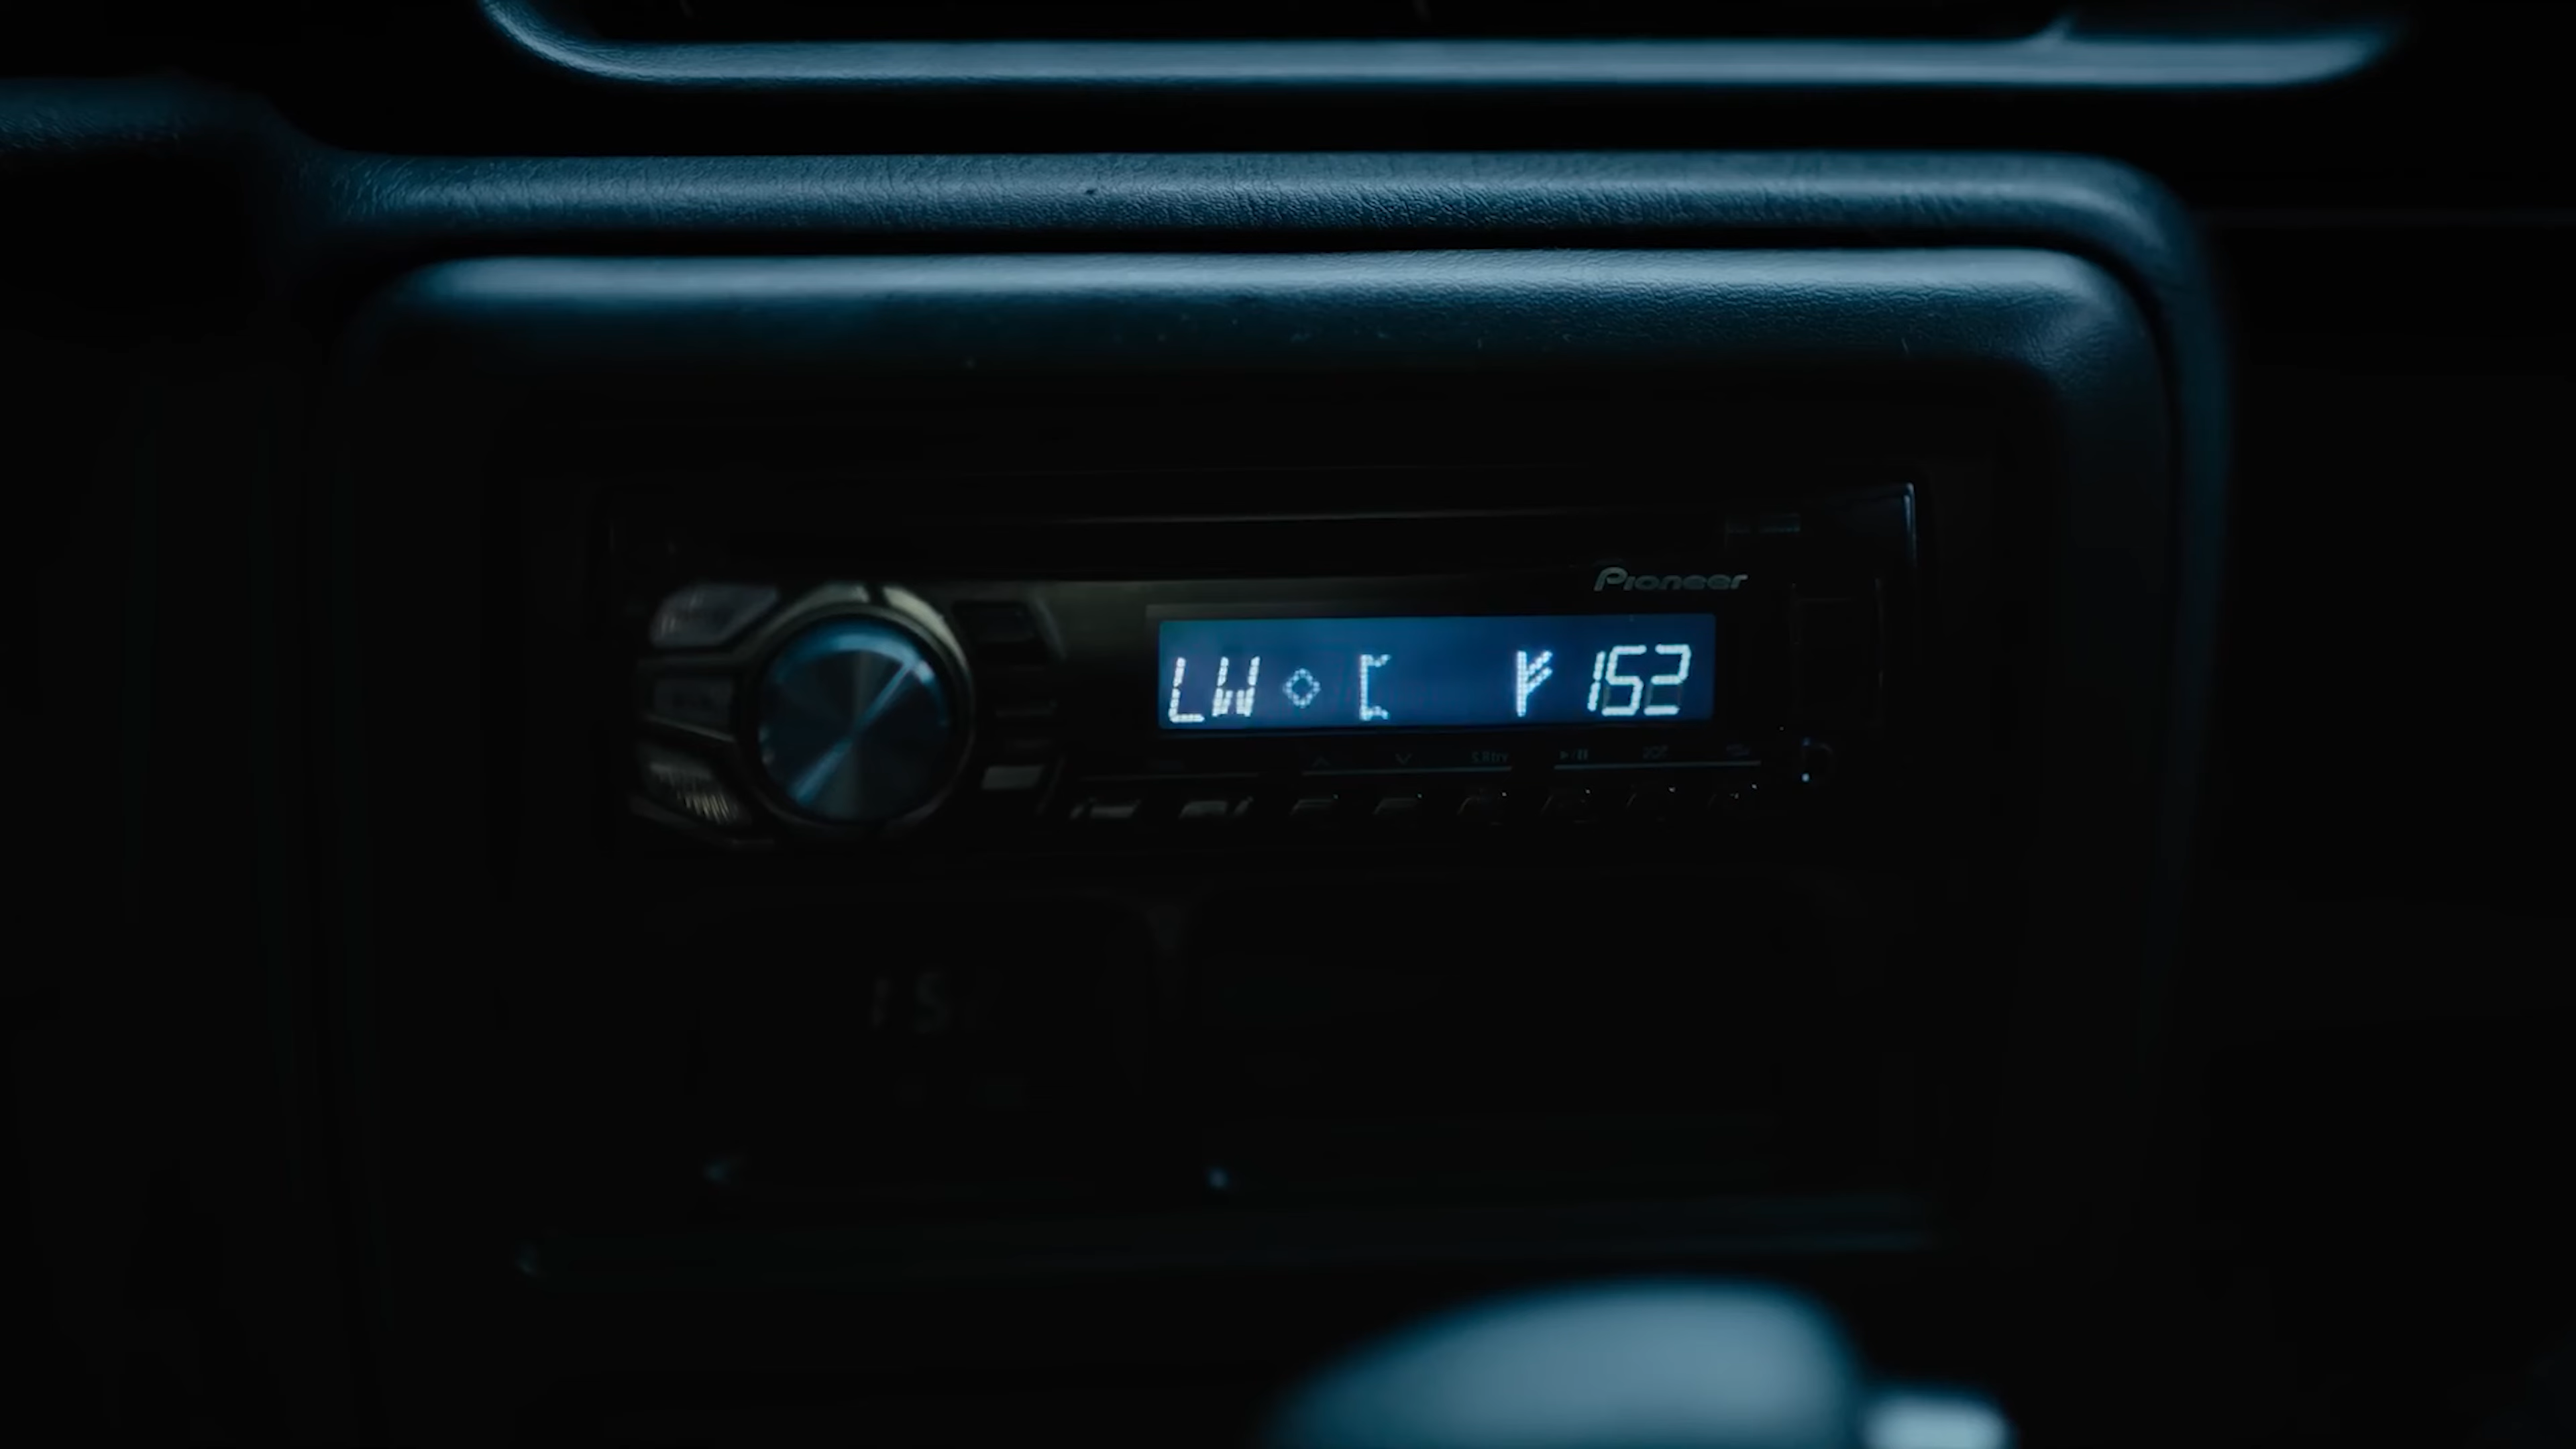 Pioneer
LW ᛜ ᛈ ᚠ 152